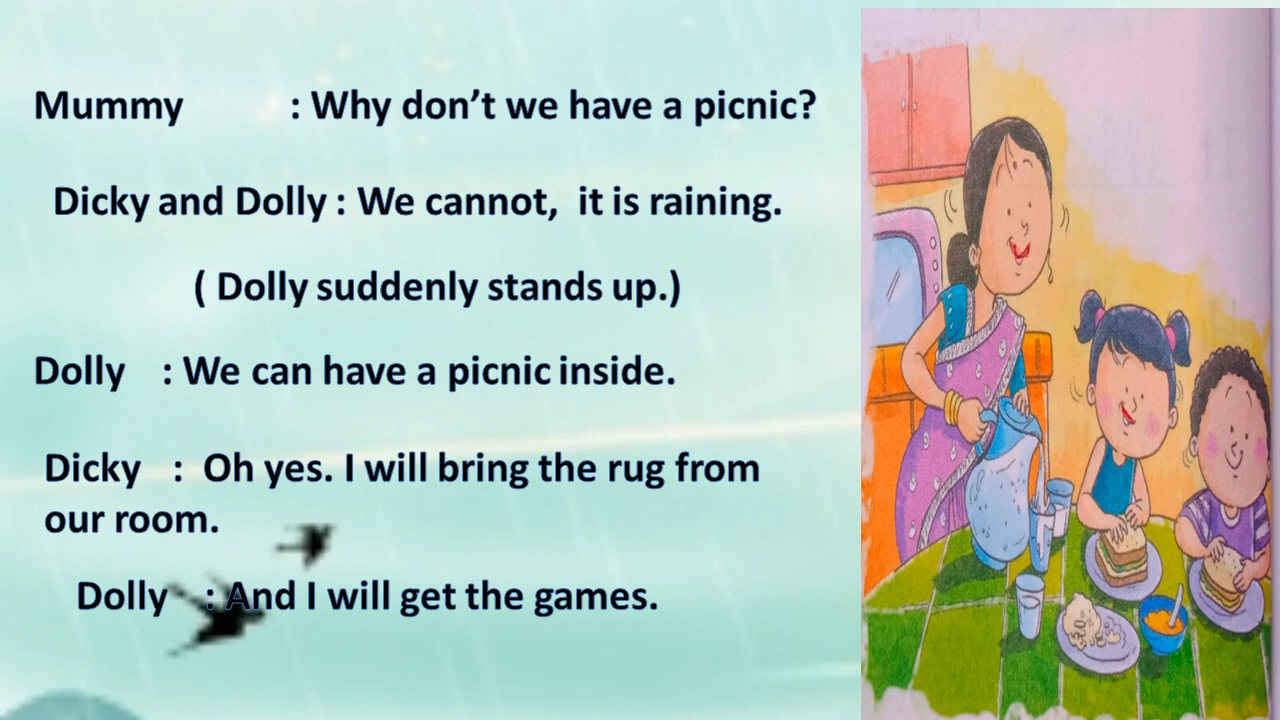 Mummy : Why don't we have a picnic?
Dicky and Dolly : We cannot, it is raining.
( Dolly suddenly stands up.)
Dolly : We can have a picnic inside.
Dicky : Oh yes. I will bring the rug from
our room.
Dolly : And I will get the games.